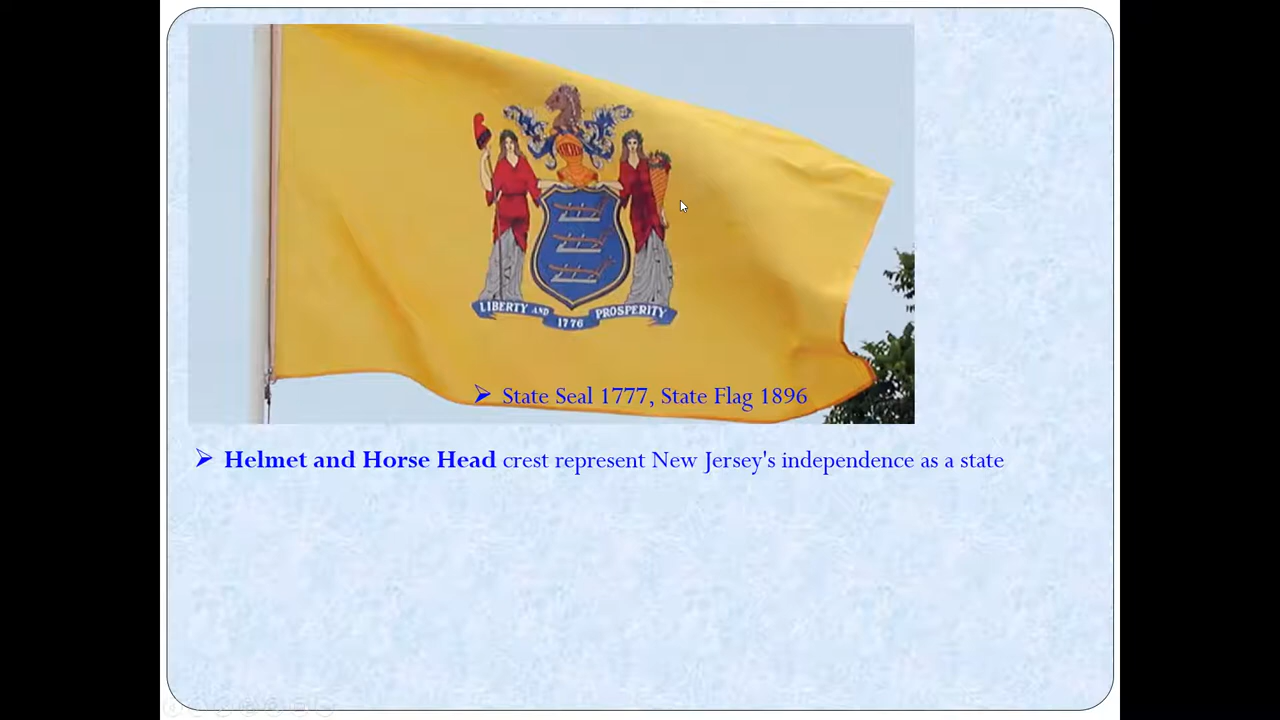 LIBERTY AND PROSPERITY
1776
➢ State Seal 1777, State Flag 1896
➢ Helmet and Horse Head crest represent New Jersey's independence as a state